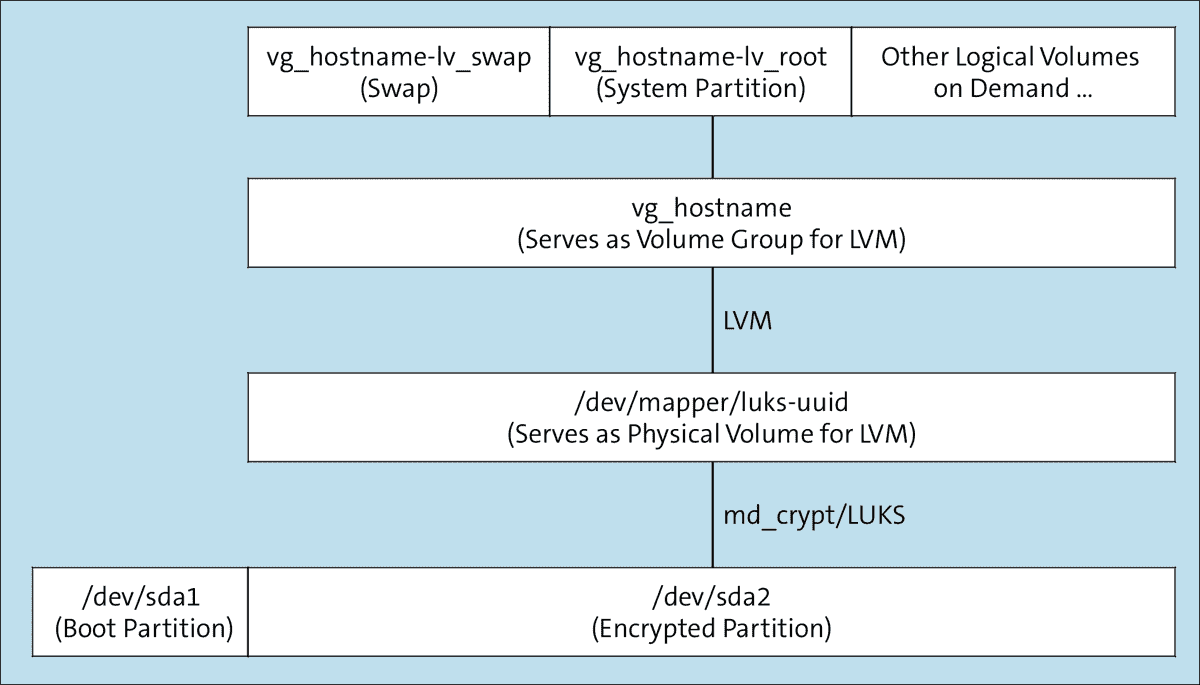 vg_hostname-lv_swap
(Swap)
vg_hostname-lv_root
(System Partition)
Other Logical Volumes
on Demand ...
vg_hostname
(Serves as Volume Group for LVM)
LVM
/dev/mapper/luks-uuid
(Serves as Physical Volume for LVM)
md_crypt/LUKS
/dev/sda1
(Boot Partition)
/dev/sda2
(Encrypted Partition)